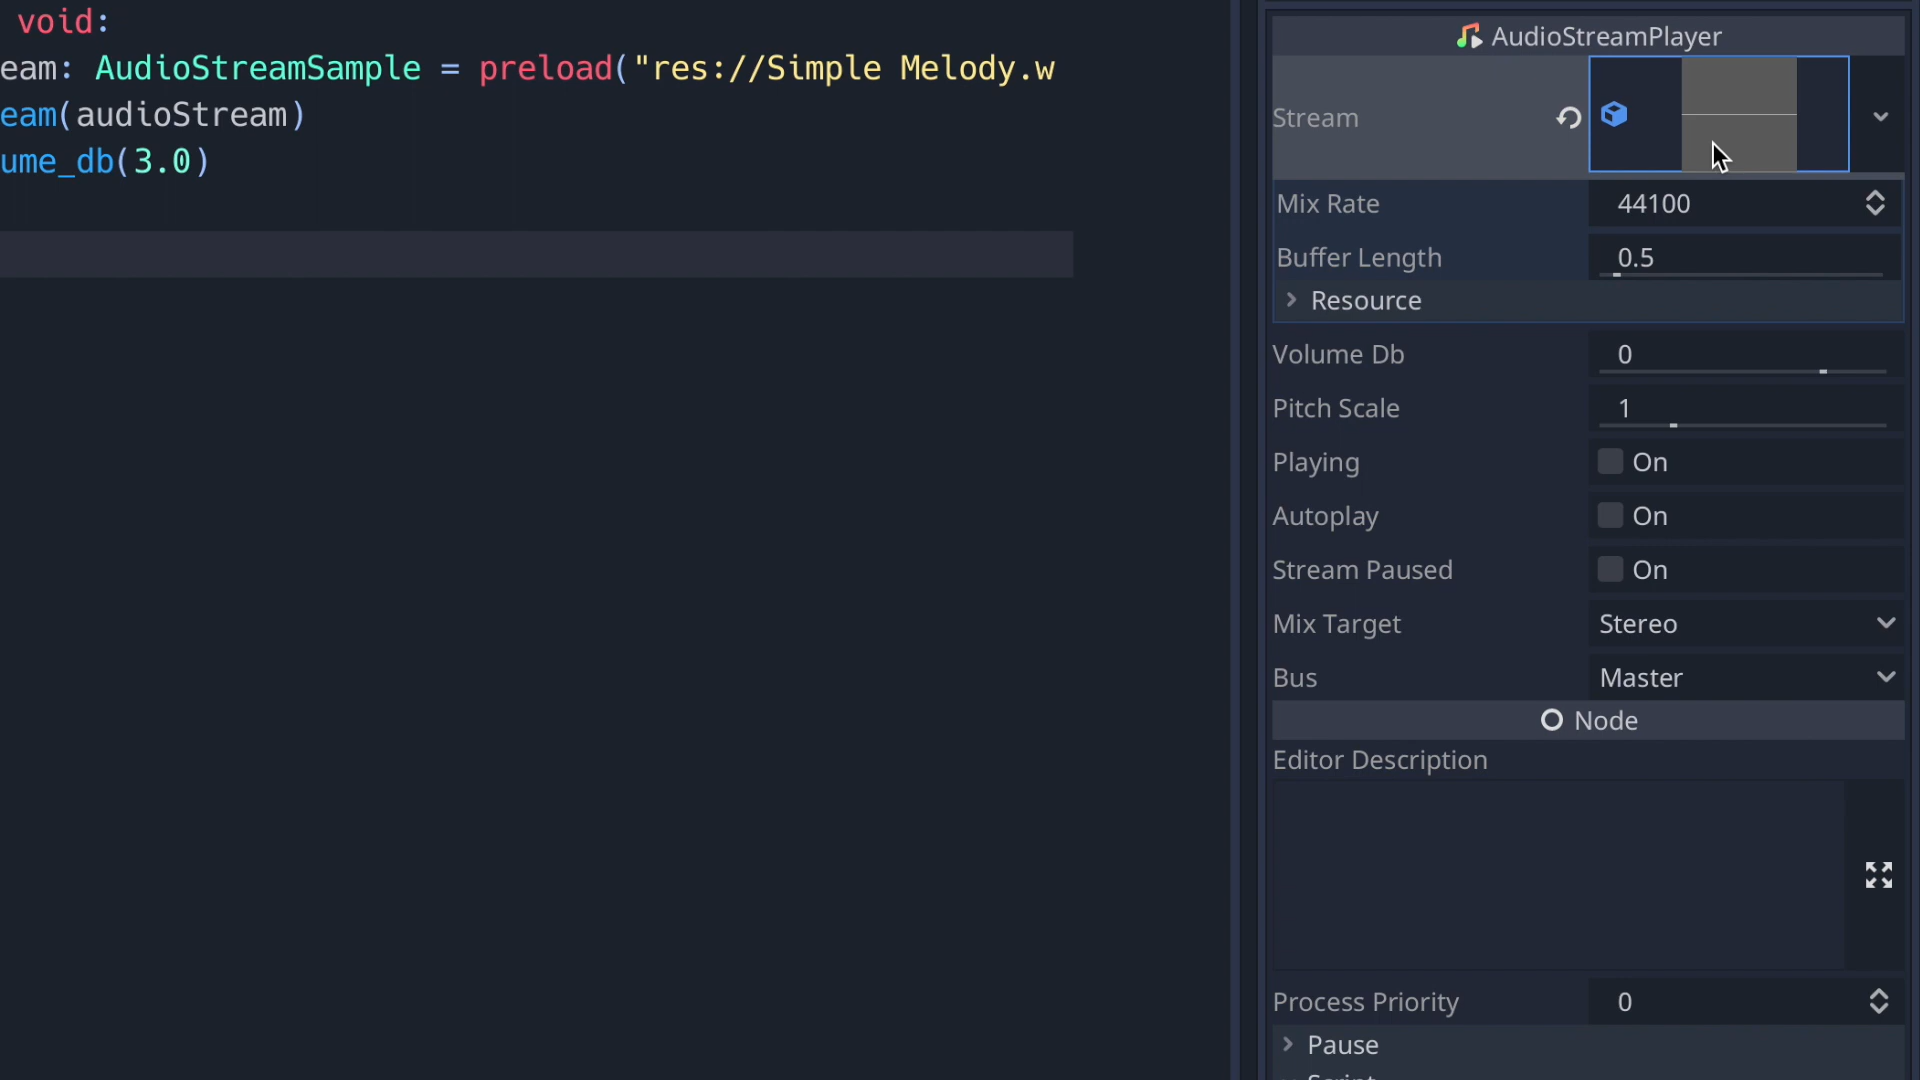 void:
eam: AudioStreamSample = preload("res://Simple Melody.w
eam(audioStream)
ume_db(3.0)
AudioStreamPlayer
Stream
Mix Rate 44100
Buffer Length 0.5
Resource
Volume Db 0
Pitch Scale 1
Playing On
Autoplay On
Stream Paused On
Mix Target Stereo
Bus Master
Node
Editor Description
Process Priority 0
Pause
Script